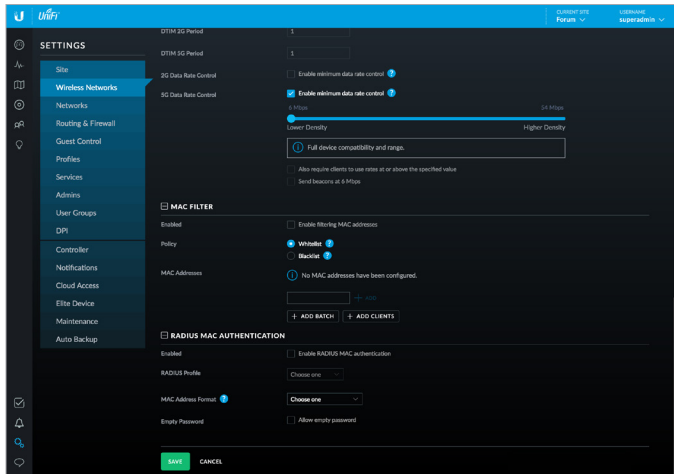 UniFi
CURRENT SITE
Forum
USERNAME
superadmin
SETTINGS
Site
Wireless Networks
Networks
Routing & Firewall
Guest Control
Profiles
Services
Admins
User Groups
DPI
Controller
Notifications
Cloud Access
Elite Device
Maintenance
Auto Backup
DTIM 2G Period
1
DTIM 5G Period
1
2G Data Rate Control
Enable minimum data rate control ?
5G Data Rate Control
Enable minimum data rate control ?
6 Mbps
54 Mbps
Lower Density
Higher Density
Full device compatibility and range.
Also require clients to use rates at or above the specified value
Send beacons at 6 Mbps
MAC FILTER
Enabled
Enable filtering MAC addresses
Policy
Whitelist ?
Blacklist ?
MAC Addresses
No MAC addresses have been configured.
+ ADD
+ ADD BATCH
+ ADD CLIENTS
RADIUS MAC AUTHENTICATION
Enabled
Enable RADIUS MAC authentication
RADIUS Profile
Choose one
MAC Address Format ?
Choose one
Empty Password
Allow empty password
SAVE
CANCEL